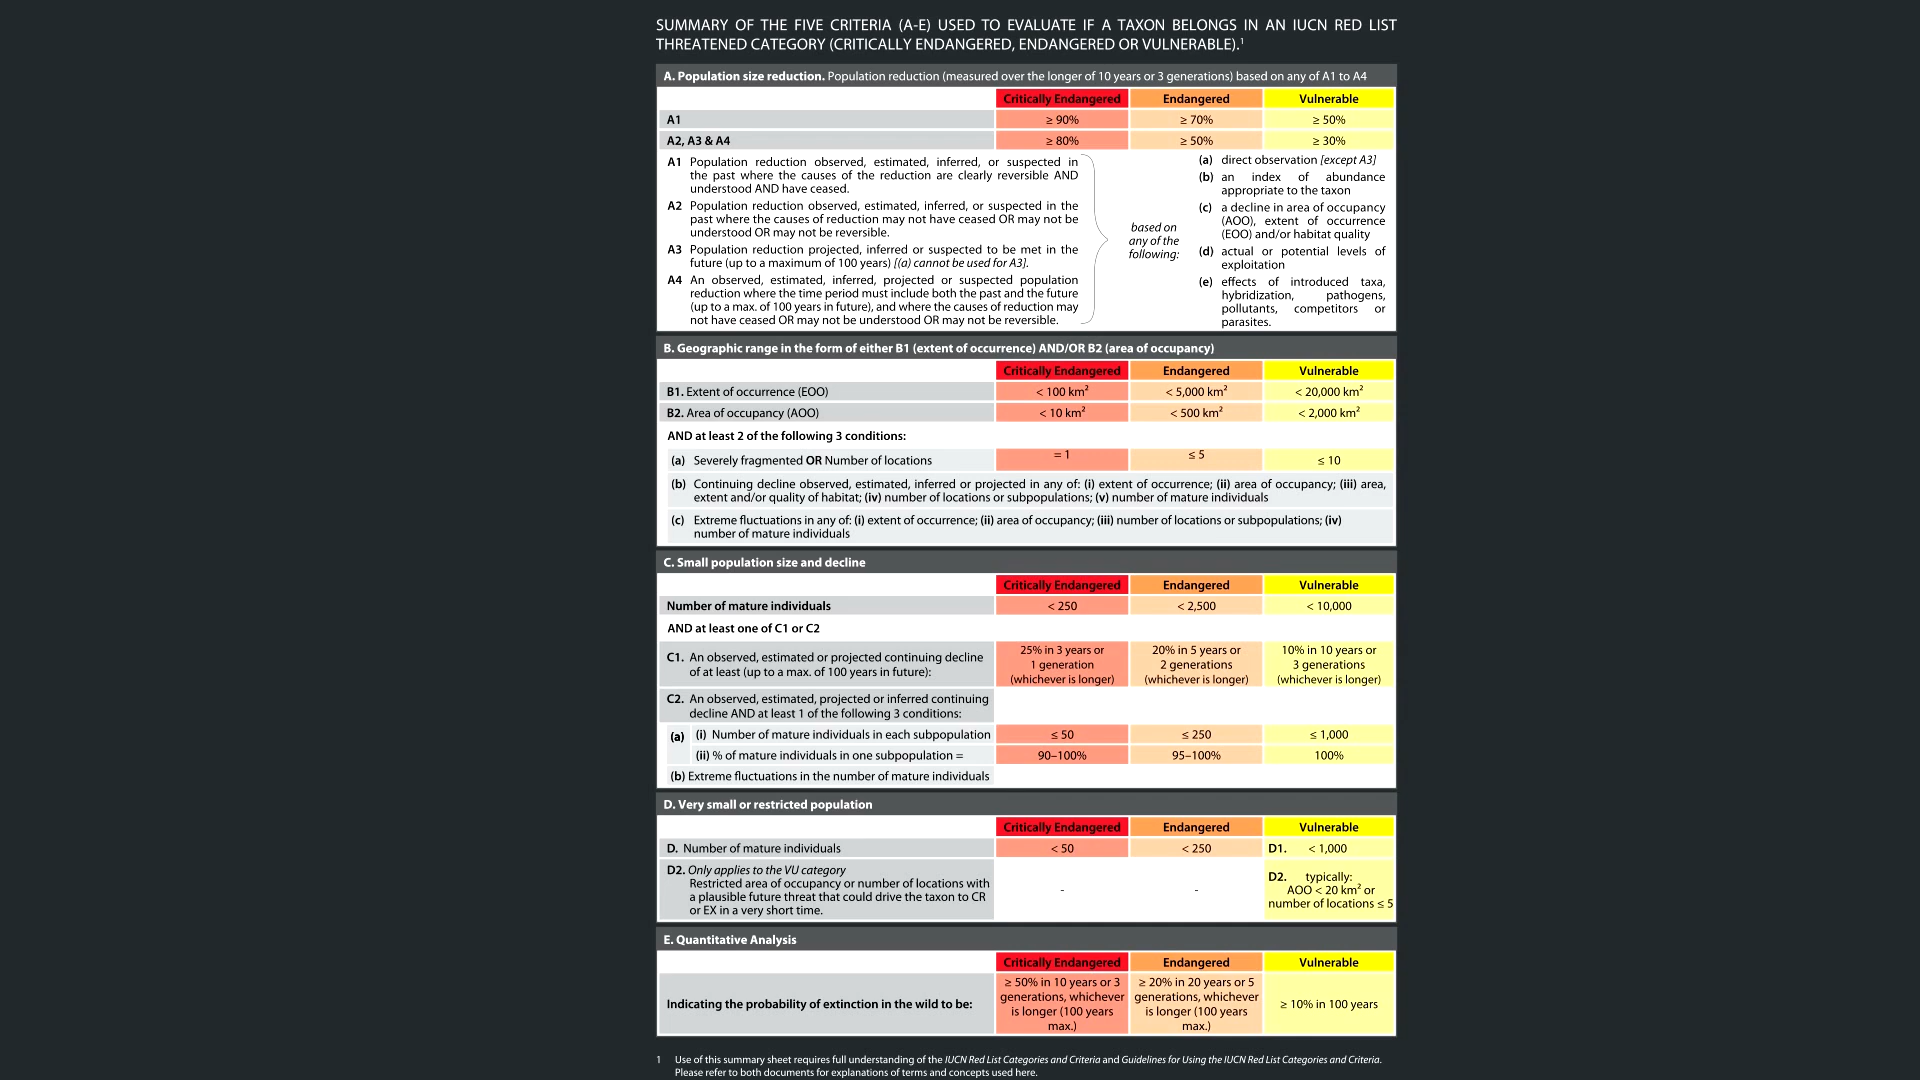 SUMMARY OF THE FIVE CRITERIA (A-E) USED TO EVALUATE IF A TAXON BELONGS IN AN IUCN RED LIST
THREATENED CATEGORY (CRITICALLY ENDANGERED, ENDANGERED OR VULNERABLE).¹
A. Population size reduction. Population reduction (measured over the longer of 10 years or 3 generations) based on any of A1 to A4
Critically Endangered Endangered Vulnerable
A1 ≥ 90% ≥ 70% ≥ 50%
A2, A3 & A4 ≥ 80% ≥ 50% ≥ 30%
A1 Population reduction observed, estimated, inferred, or suspected in
the past where the causes of the reduction are clearly reversible AND
understood AND have ceased.
A2 Population reduction observed, estimated, inferred, or suspected in the
past where the causes of reduction may not have ceased OR may not be
understood OR may not be reversible.
A3 Population reduction projected, inferred or suspected to be met in the
future (up to a maximum of 100 years) [(a) cannot be used for A3].
A4 An observed, estimated, inferred, projected or suspected population
reduction where the time period must include both the past and the future
(up to a max. of 100 years in future), and where the causes of reduction may
not have ceased OR may not be understood OR may not be reversible.
based on
any of the
following:
(a) direct observation [except A3]
(b) an index of abundance
appropriate to the taxon
(c) a decline in area of occupancy
(AOO), extent of occurrence
(EOO) and/or habitat quality
(d) actual or potential levels of
exploitation
(e) effects of introduced taxa,
hybridization, pathogens,
pollutants, competitors or
parasites.
B. Geographic range in the form of either B1 (extent of occurrence) AND/OR B2 (area of occupancy)
Critically Endangered Endangered Vulnerable
B1. Extent of occurrence (EOO) < 100 km² < 5,000 km² < 20,000 km²
B2. Area of occupancy (AOO) < 10 km² < 500 km² < 2,000 km²
AND at least 2 of the following 3 conditions:
(a) Severely fragmented OR Number of locations = 1 ≤ 5 ≤ 10
(b) Continuing decline observed, estimated, inferred or projected in any of: (i) extent of occurrence; (ii) area of occupancy; (iii) area,
extent and/or quality of habitat; (iv) number of locations or subpopulations; (v) number of mature individuals
(c) Extreme fluctuations in any of: (i) extent of occurrence; (ii) area of occupancy; (iii) number of locations or subpopulations; (iv)
number of mature individuals
C. Small population size and decline
Critically Endangered Endangered Vulnerable
Number of mature individuals < 250 < 2,500 < 10,000
AND at least one of C1 or C2
C1. An observed, estimated or projected continuing decline
of at least (up to a max. of 100 years in future):
25% in 3 years or
1 generation
(whichever is longer)
20% in 5 years or
2 generations
(whichever is longer)
10% in 10 years or
3 generations
(whichever is longer)
C2. An observed, estimated, projected or inferred continuing
decline AND at least 1 of the following 3 conditions:
(a) (i) Number of mature individuals in each subpopulation ≤ 50 ≤ 250 ≤ 1,000
(ii) % of mature individuals in one subpopulation = 90–100% 95–100% 100%
(b) Extreme fluctuations in the number of mature individuals
D. Very small or restricted population
Critically Endangered Endangered Vulnerable
D. Number of mature individuals < 50 < 250 D1. < 1,000
D2. Only applies to the VU category
Restricted area of occupancy or number of locations with
a plausible future threat that could drive the taxon to CR
or EX in a very short time.
- -
D2. typically:
AOO < 20 km² or
number of locations ≤ 5
E. Quantitative Analysis
Critically Endangered Endangered Vulnerable
Indicating the probability of extinction in the wild to be:
≥ 50% in 10 years or 3
generations, whichever
is longer (100 years
max.)
≥ 20% in 20 years or 5
generations, whichever
is longer (100 years
max.)
≥ 10% in 100 years
1 Use of this summary sheet requires full understanding of the IUCN Red List Categories and Criteria and Guidelines for Using the IUCN Red List Categories and Criteria.
Please refer to both documents for explanations of terms and concepts used here.